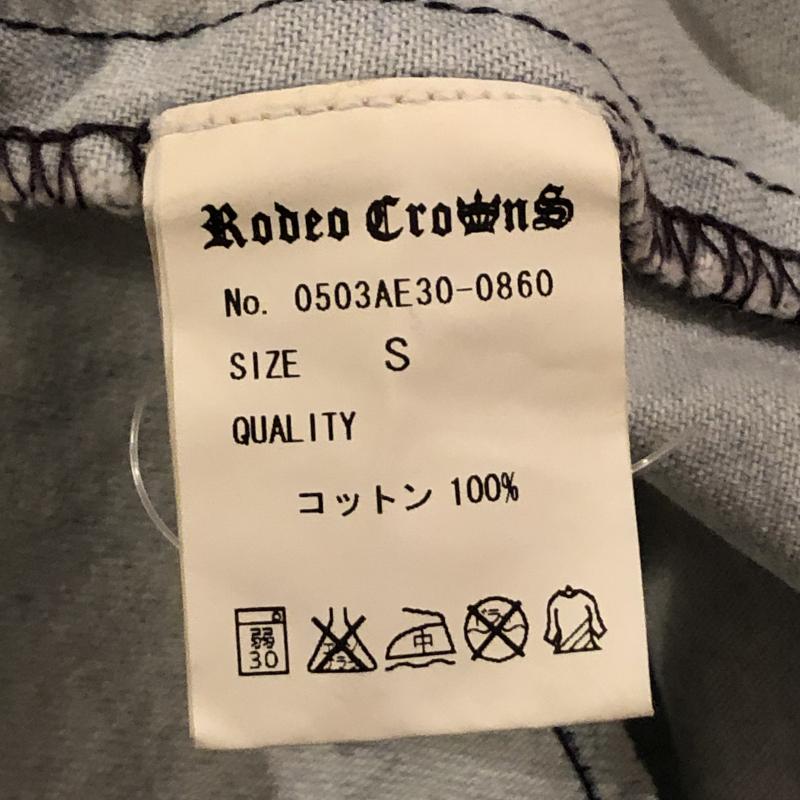 Rodeo CroWnS
No. 0503AE30-0860
SIZE S
QUALITY
コットン 100%
弱 中
30